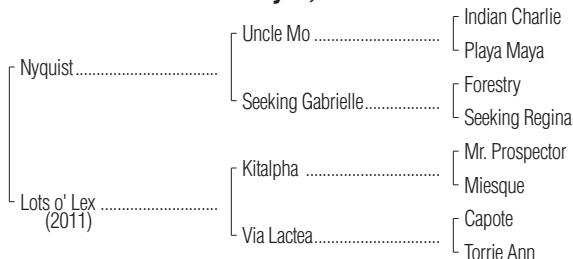 Indian Charlie
Uncle Mo
Playa Maya
Nyquist
Forestry
Seeking Gabrielle
Seeking Regina
Mr. Prospector
Kitalpha
Miesque
Lots o' Lex
(2011)
Capote
Via Lactea
Torrie Ann